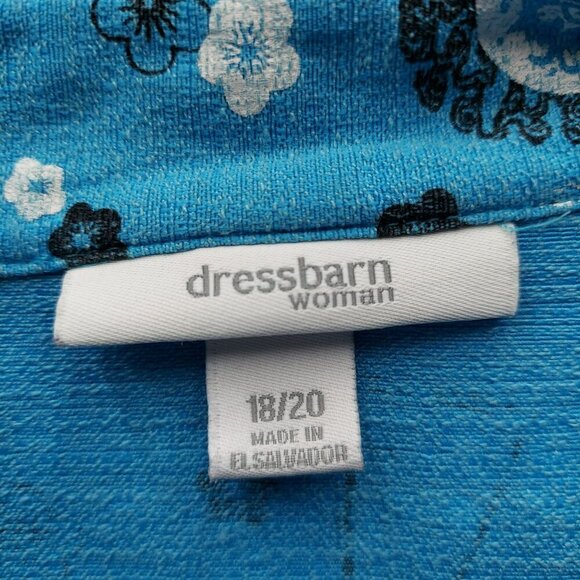 dressbarn
woman
18/20
MADE IN
EL SALVADOR